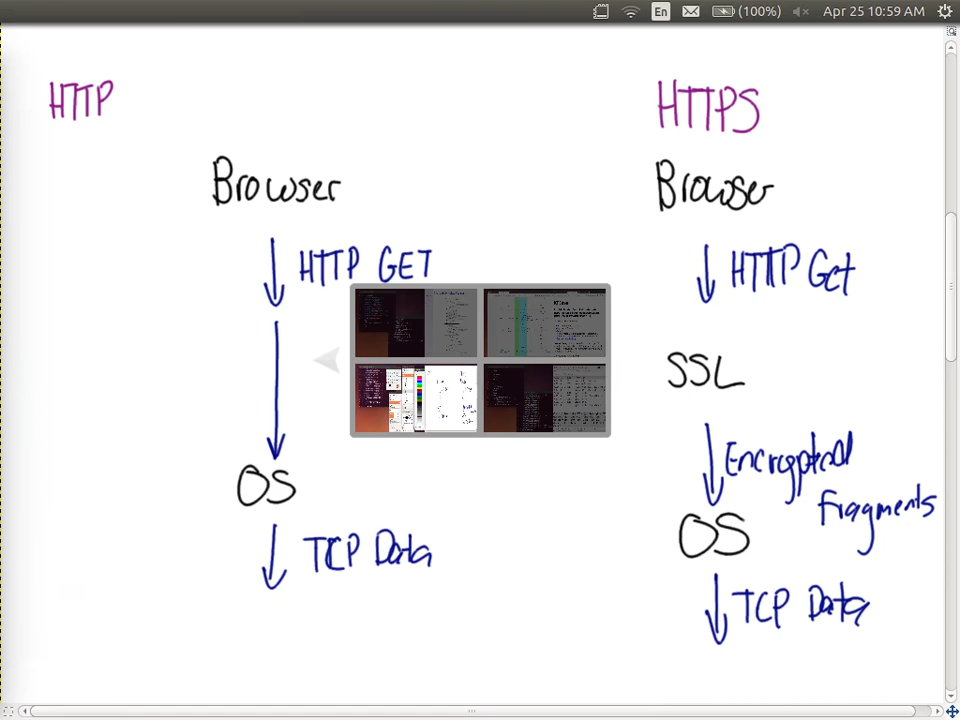 En (100%) Apr 25 10:59 AM
HTTP
Browser
HTTP GET
OS
TCP Data
HTTPS
Browser
HTTP Get
SSL
Encrypted
Fragments
OS
TCP Data